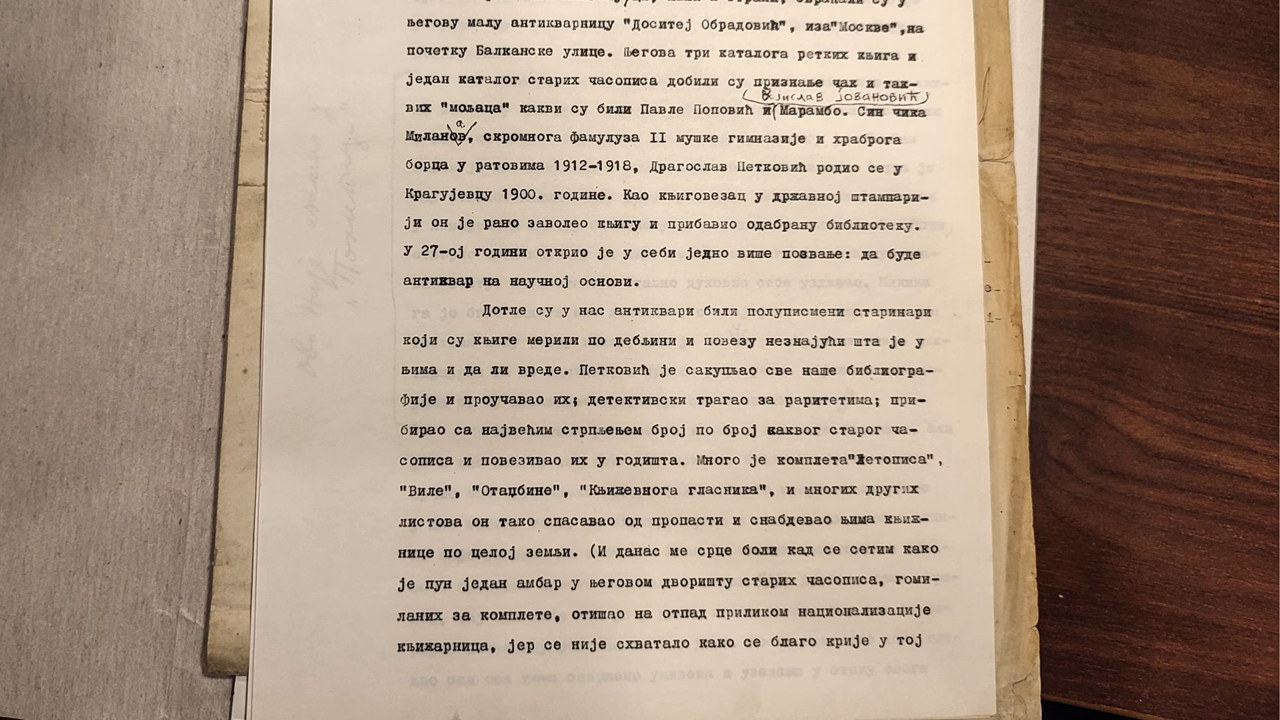 његову малу антикварницу "Доситеј Обрадовић", иза"Москве",на
почетку Балканске улице. Његова три каталога ретких књига и
један каталог старих часописа добили су признање чак и так-
Војислав Јовановић
вих "мољаца" какви су били Павле Поповић и Марамбо. Син чика
а
Миланов, скромнога фамулуза II мушке гимназије и храброга
борца у ратовима 1912-1918, Драгослав Петковић родио се у
Крагујевцу 1900. године. Као књиговезац у државној штампари-
ји он је рано заволео књигу и прибавио одабрану библиотеку.
У 27-ој години открио је у себи једно више позвање: да буде
антиквар на научној основи.
Дотле су у нас антиквари били полуписмени старинари
који су књиге мерили по дебљини и повезу незнајући шта је у
њима и да ли вреде. Петковић је сакупљао све наше библиогра-
фије и проучавао их; детективски трагао за раритетима; при-
бирао са највећим стрпљењем број по број каквог старог ча-
сописа и повезивао их у годишта. Много је комплета"Летописа",
"Виле", "Отаџбине", "Књижевнога гласника", и многих других
листова он тако спасавао од пропасти и снабдевао њима књиж-
нице по целој земљи. (И данас ме срце боли кад се сетим како
је пун један амбар у његовом дворишту старих часописа, гоми-
ланих за комплете, отишао на отпад приликом национализације
књижарница, јер се није схватало како се благо крије у тој